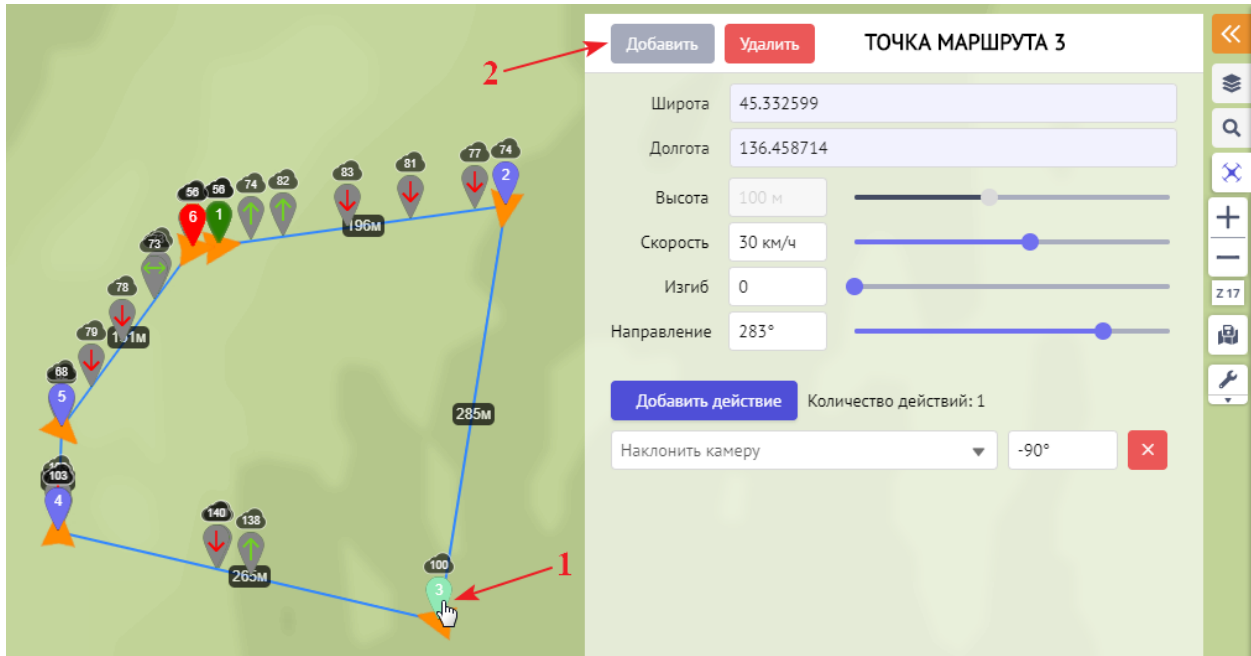 Добавить Удалить ТОЧКА МАРШРУТА 3
2
Широта 45.332599
Долгота 136.458714
Высота 100 м
Скорость 30 км/ч
Изгиб 0
Направление 283°
Добавить действие Количество действий: 1
Наклонить камеру -90°
Z 17
77 74
2
81
83
82
74
56 56
6 1
196м
73
78
79
68
5
285м
103
4
140 138
265м
100
3
1